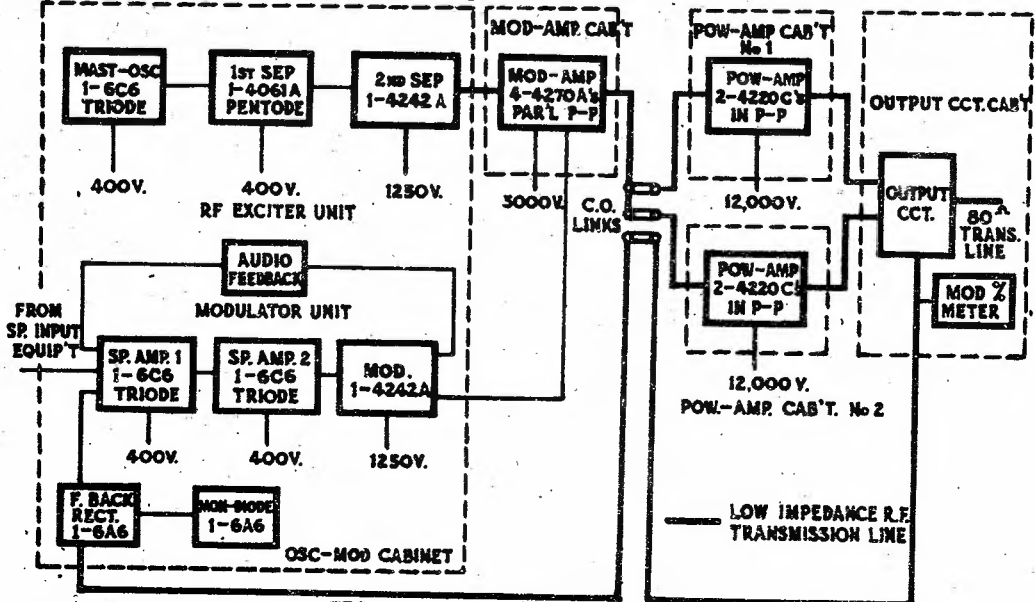 MOD-AMP CAB'T
POW-AMP CAB'T
No 1
MAST-OSC
1-6C6
TRIODE
1ST SEP
1-4061A
PENTODE
2ND SEP
1-4242A
MOD-AMP
4-4270A's
PAR'L P-P
POW-AMP
2-4220C's
IN P-P
OUTPUT CCT. CAB'T
400V.
400V.
1250V.
3000V.
12,000V.
RF EXCITER UNIT
C.O.
LINKS
OUTPUT
CCT.
80
TRANS.
LINE
AUDIO
FEEDBACK
MODULATOR UNIT
POW-AMP
2-4220C's
IN P-P
MOD %
METER
FROM
SP. INPUT
EQUIP'T
SP. AMP. 1
1-6C6
TRIODE
SP. AMP. 2
1-6C6
TRIODE
MOD.
1-4242A
12,000 V.
POW.-AMP. CAB'T. No 2
400V.
400V.
1250V.
F. BACK
RECT.
1-6A6
MON-DIODE
1-6A6
LOW IMPEDANCE R.F.
TRANSMISSION LINE
OSC-MOD CABINET